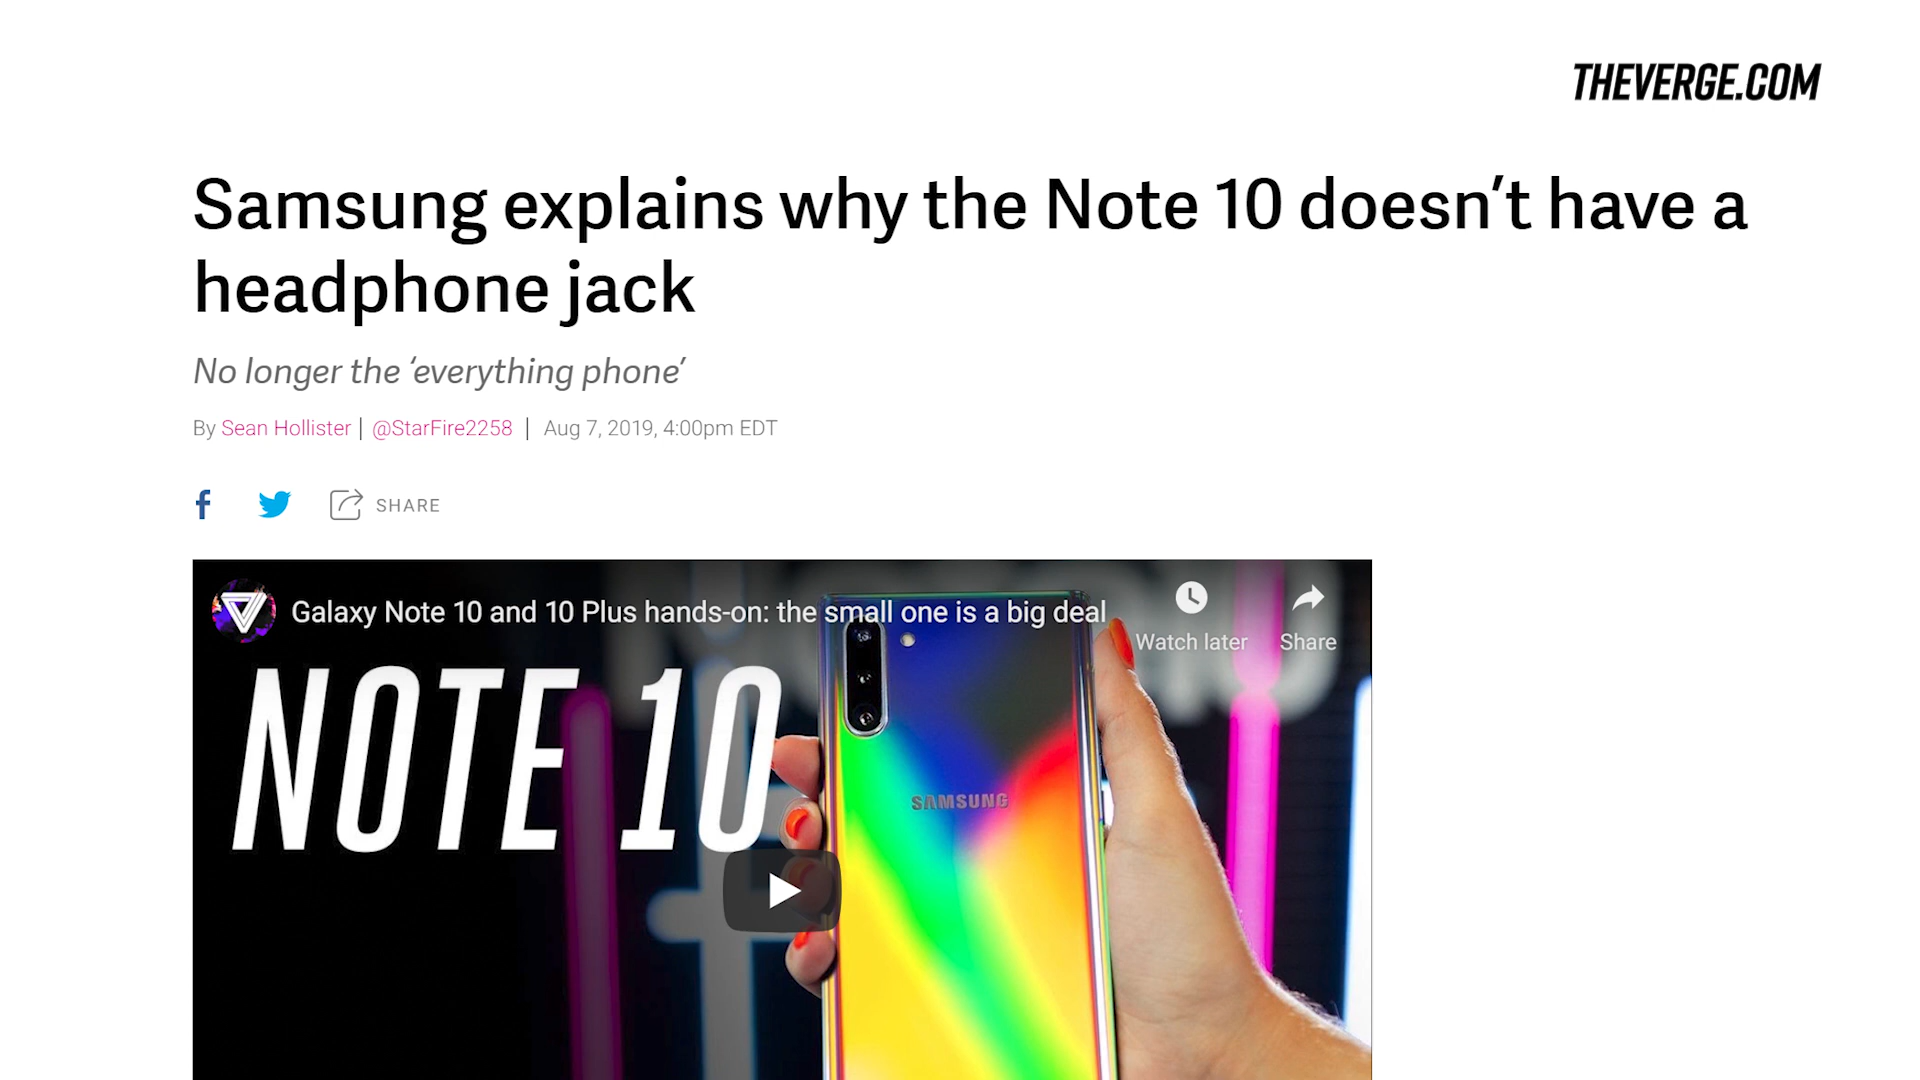 THEVERGE.COM
Samsung explains why the Note 10 doesn’t have a
headphone jack
No longer the ‘everything phone’
By Sean Hollister | @StarFire2258 | Aug 7, 2019, 4:00pm EDT
SHARE
Galaxy Note 10 and 10 Plus hands-on: the small one is a big deal
Watch later
Share
NOTE 10
SAMSUNG